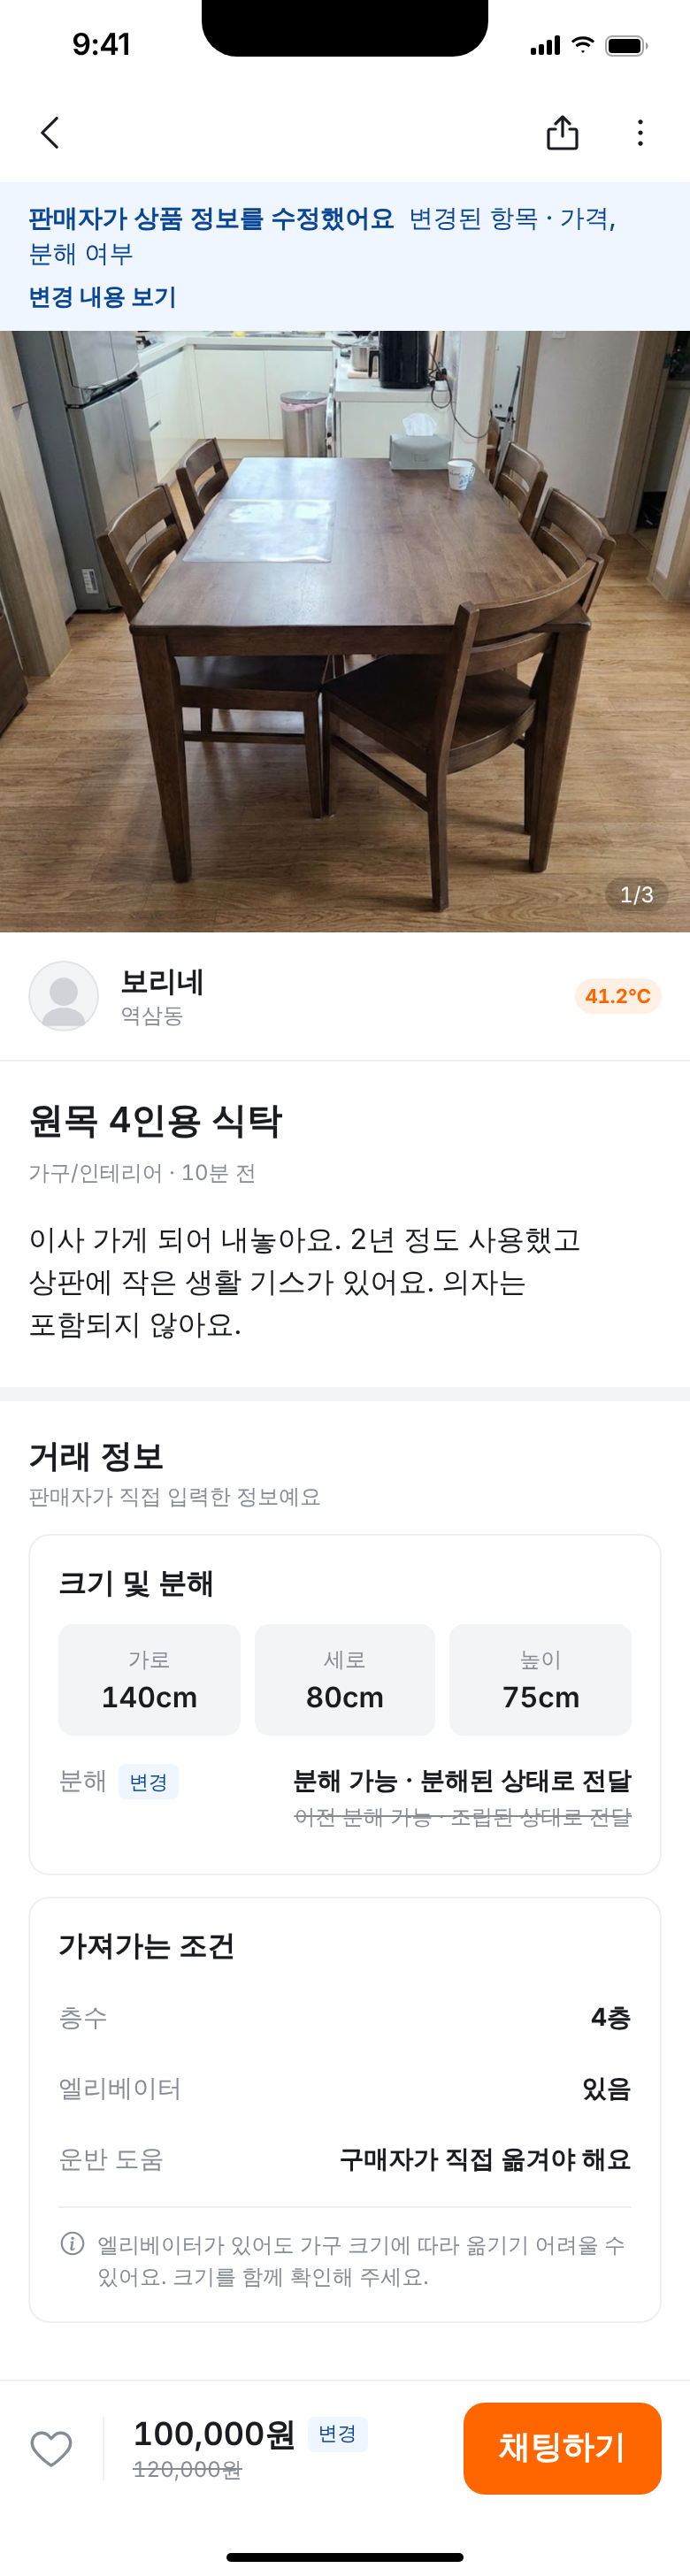 9:41
판매자가 상품 정보를 수정했어요 변경된 항목 · 가격,
분해 여부
변경 내용 보기
1/3
보리네
역삼동
41.2°C
원목 4인용 식탁
가구/인테리어 · 10분 전
이사 가게 되어 내놓아요. 2년 정도 사용했고
상판에 작은 생활 기스가 있어요. 의자는
포함되지 않아요.
거래 정보
판매자가 직접 입력한 정보예요
크기 및 분해
가로 세로 높이
140cm 80cm 75cm
분해 변경 분해 가능 · 분해된 상태로 전달
이전 분해 가능 · 조립된 상태로 전달
가져가는 조건
층수 4층
엘리베이터 있음
운반 도움 구매자가 직접 옮겨야 해요
엘리베이터가 있어도 가구 크기에 따라 옮기기 어려울 수
있어요. 크기를 함께 확인해 주세요.
100,000원 변경
120,000원
채팅하기